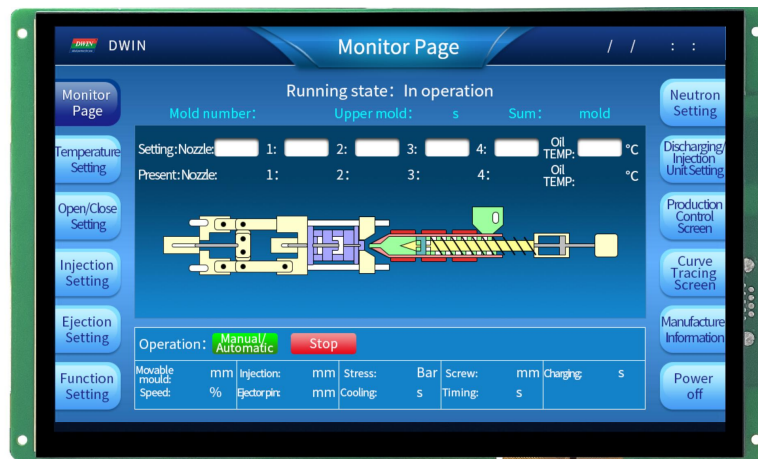 DWIN DWIN
Monitor Page
/ / : :
Monitor
Page
Temperature
Setting
Open/Close
Setting
Injection
Setting
Ejection
Setting
Function
Setting
Running state: In operation
Mold number: Upper mold: s Sum: mold
Setting:Nozzle: 1: 2: 3: 4: Oil TEMP: °C
Present:Nozzle: 1: 2: 3: 4: Oil TEMP: °C
Operation: Manual/Automatic Stop
Movable mould: mm Injection: mm Stress: Bar Screw: mm Charging: s
Speed: % Ejectorpin: mm Cooling: s Timing: s
Neutron
Setting
Discharging/
Injection
Unit Setting
Production
Control
Screen
Curve
Tracing
Screen
Manufacture
Information
Power
off